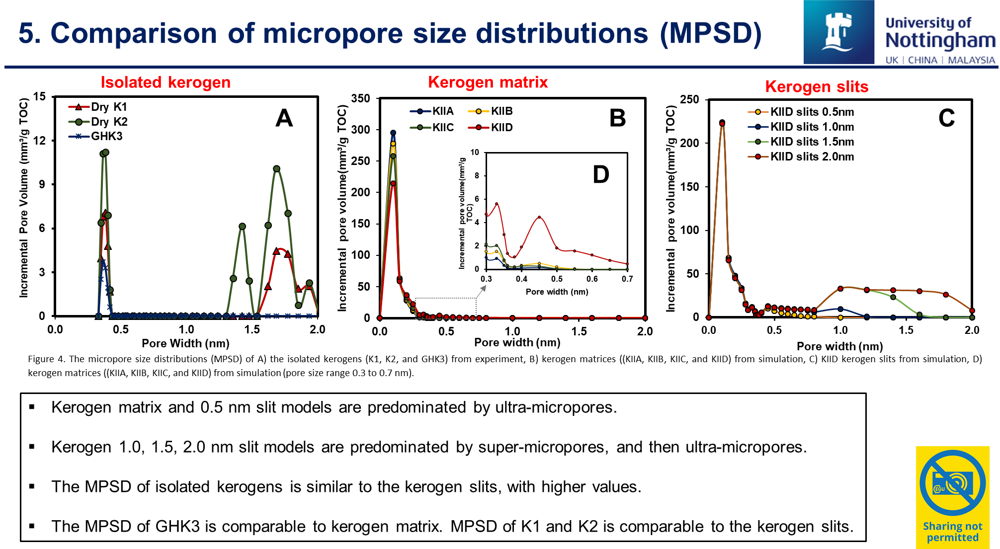 5. Comparison of micropore size distributions (MPSD)
University of
Nottingham
UK | CHINA | MALAYSIA
Isolated kerogen
Incremental Pore Volume (mm³/g TOC)
15
12
9
6
3
0
Dry K1
Dry K2
GHK3
A
0.0 0.5 1.0 1.5 2.0
Pore Width (nm)
Kerogen matrix
Incremental pore volume(mm³/g TOC)
350
300
250
200
150
100
50
0
KIIA KIIB
KIIC KIID
B
0.0 0.5 1.0 1.5 2.0
Pore width (nm)
Incremental pore volume(mm³/g
TOC)
10
8
6
4
2
0
D
0.3 0.4 0.5 0.6 0.7
Pore width (nm)
Kerogen slits
Incremental pore volume(mm³/g TOC)
250
200
150
100
50
0
KIID slits 0.5nm
KIID slits 1.0nm
KIID slits 1.5nm
KIID slits 2.0nm
C
0.0 0.5 1.0 1.5 2.0
Pore width (nm)
Figure 4. The micropore size distributions (MPSD) of A) the isolated kerogens (K1, K2, and GHK3) from experiment, B) kerogen matrices ((KIIA, KIIB, KIIC, and KIID) from simulation, C) KIID kerogen slits from simulation, D)
kerogen matrices ((KIIA, KIIB, KIIC, and KIID) from simulation (pore size range 0.3 to 0.7 nm).
▪ Kerogen matrix and 0.5 nm slit models are predominated by ultra-micropores.
▪ Kerogen 1.0, 1.5, 2.0 nm slit models are predominated by super-micropores, and then ultra-micropores.
▪ The MPSD of isolated kerogens is similar to the kerogen slits, with higher values.
▪ The MPSD of GHK3 is comparable to kerogen matrix. MPSD of K1 and K2 is comparable to the kerogen slits.
EGU
Sharing not
permitted